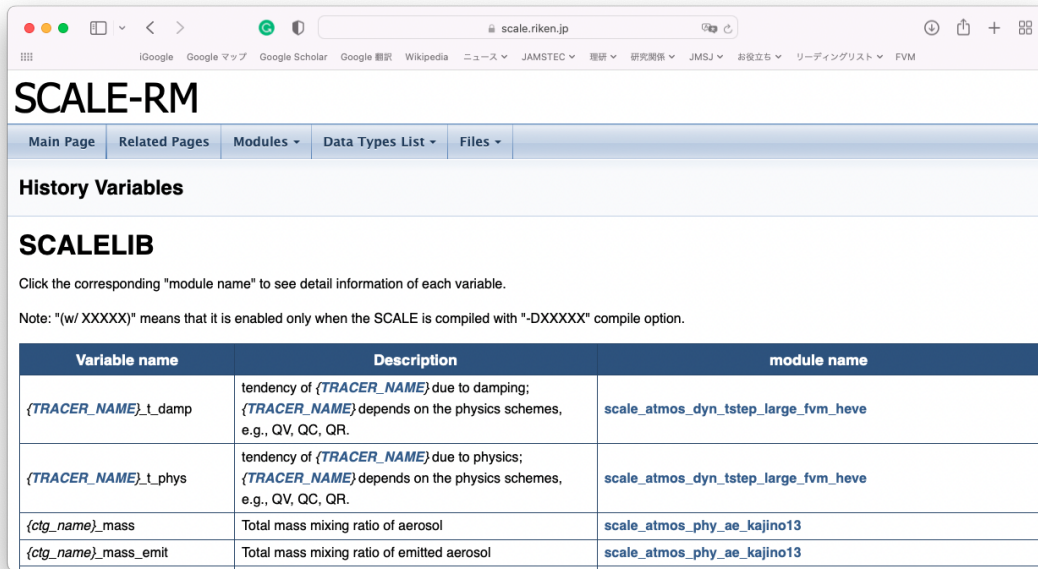 scale.riken.jp
iGoogle Google マップ Google Scholar Google 翻訳 Wikipedia ニュース JAMSTEC 理研 研究関係 JMSJ お役立ち リーディングリスト FVM
SCALE-RM
Main Page Related Pages Modules Data Types List Files
History Variables
SCALELIB
Click the corresponding "module name" to see detail information of each variable.
Note: "(w/ XXXXX)" means that it is enabled only when the SCALE is compiled with "-DXXXXX" compile option.
Variable name Description module name
{TRACER_NAME}_t_damp
tendency of {TRACER_NAME} due to damping;
{TRACER_NAME} depends on the physics schemes,
e.g., QV, QC, QR.
scale_atmos_dyn_tstep_large_fvm_heve
{TRACER_NAME}_t_phys
tendency of {TRACER_NAME} due to physics;
{TRACER_NAME} depends on the physics schemes,
e.g., QV, QC, QR.
scale_atmos_dyn_tstep_large_fvm_heve
{ctg_name}_mass Total mass mixing ratio of aerosol scale_atmos_phy_ae_kajino13
{ctg_name}_mass_emit Total mass mixing ratio of emitted aerosol scale_atmos_phy_ae_kajino13